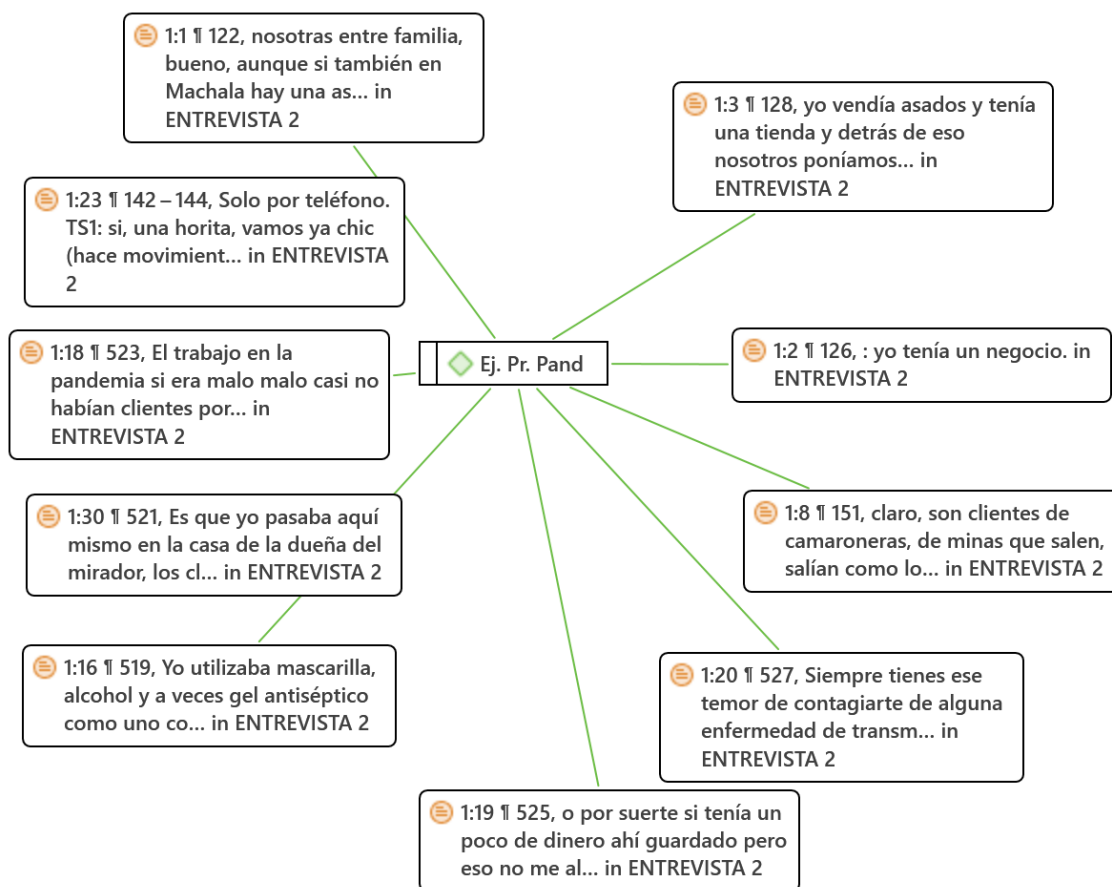 1:1 ¶ 122, nosotras entre familia,
bueno, aunque si también en
Machala hay una as... in
ENTREVISTA 2
1:3 ¶ 128, yo vendía asados y tenía
una tienda y detrás de eso
nosotros poníamos... in
ENTREVISTA 2
1:23 ¶ 142 – 144, Solo por teléfono.
TS1: si, una horita, vamos ya chic
(hace movimient... in ENTREVISTA
2
1:18 ¶ 523, El trabajo en la
pandemia si era malo malo casi no
habían clientes por... in
ENTREVISTA 2
Ej. Pr. Pand
1:2 ¶ 126, : yo tenía un negocio. in
ENTREVISTA 2
1:30 ¶ 521, Es que yo pasaba aquí
mismo en la casa de la dueña del
mirador, los cl... in ENTREVISTA 2
1:8 ¶ 151, claro, son clientes de
camaroneras, de minas que salen,
salían como lo... in ENTREVISTA 2
1:16 ¶ 519, Yo utilizaba mascarilla,
alcohol y a veces gel antiséptico
como uno co... in ENTREVISTA 2
1:20 ¶ 527, Siempre tienes ese
temor de contagiarte de alguna
enfermedad de transm... in
ENTREVISTA 2
1:19 ¶ 525, o por suerte si tenía un
poco de dinero ahí guardado pero
eso no me al... in ENTREVISTA 2